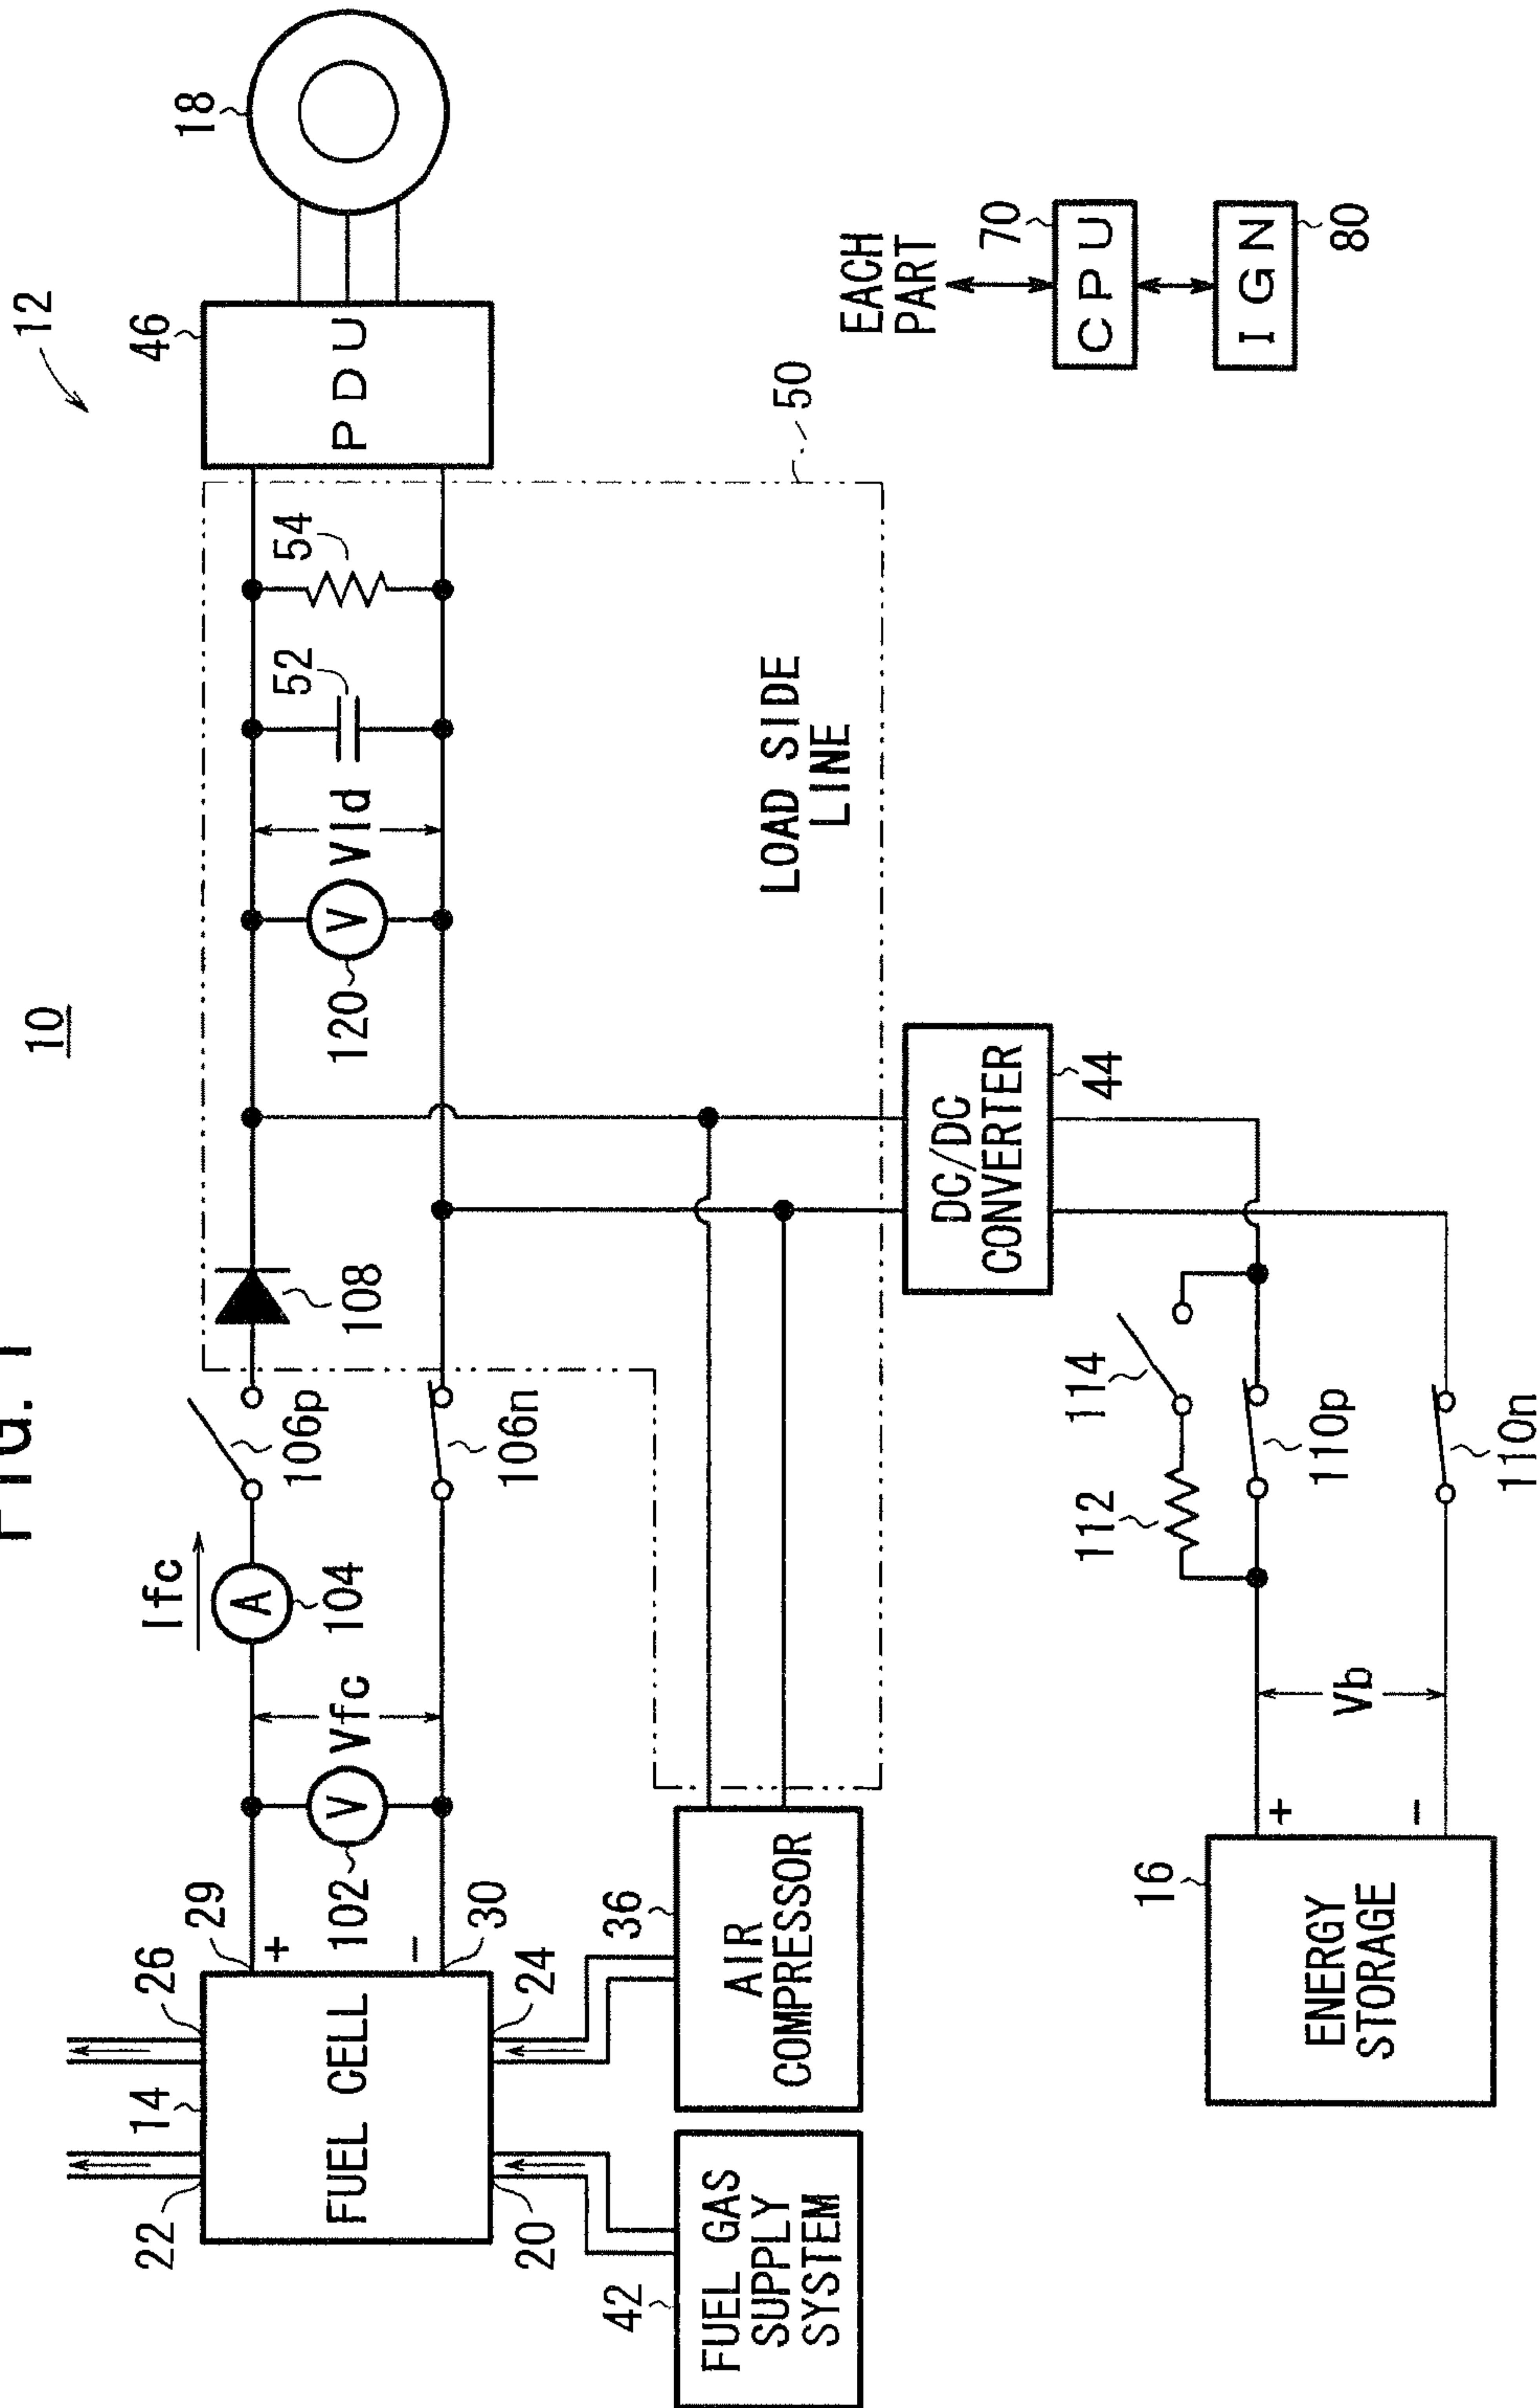 FIG. 1
10
12
22
14
26
29
FUEL CELL
+
-
20
24
30
102
V
Vfc
Ifc
A
104
106p
106n
108
120
V
Vld
52
54
46
PDU
18
42
FUEL GAS
SUPPLY
SYSTEM
36
AIR
COMPRESSOR
LOAD SIDE
LINE
50
DC/DC
CONVERTER
44
EACH
PART
70
CPU
IGN
80
16
ENERGY
STORAGE
+
-
Vb
112
114
110p
110n